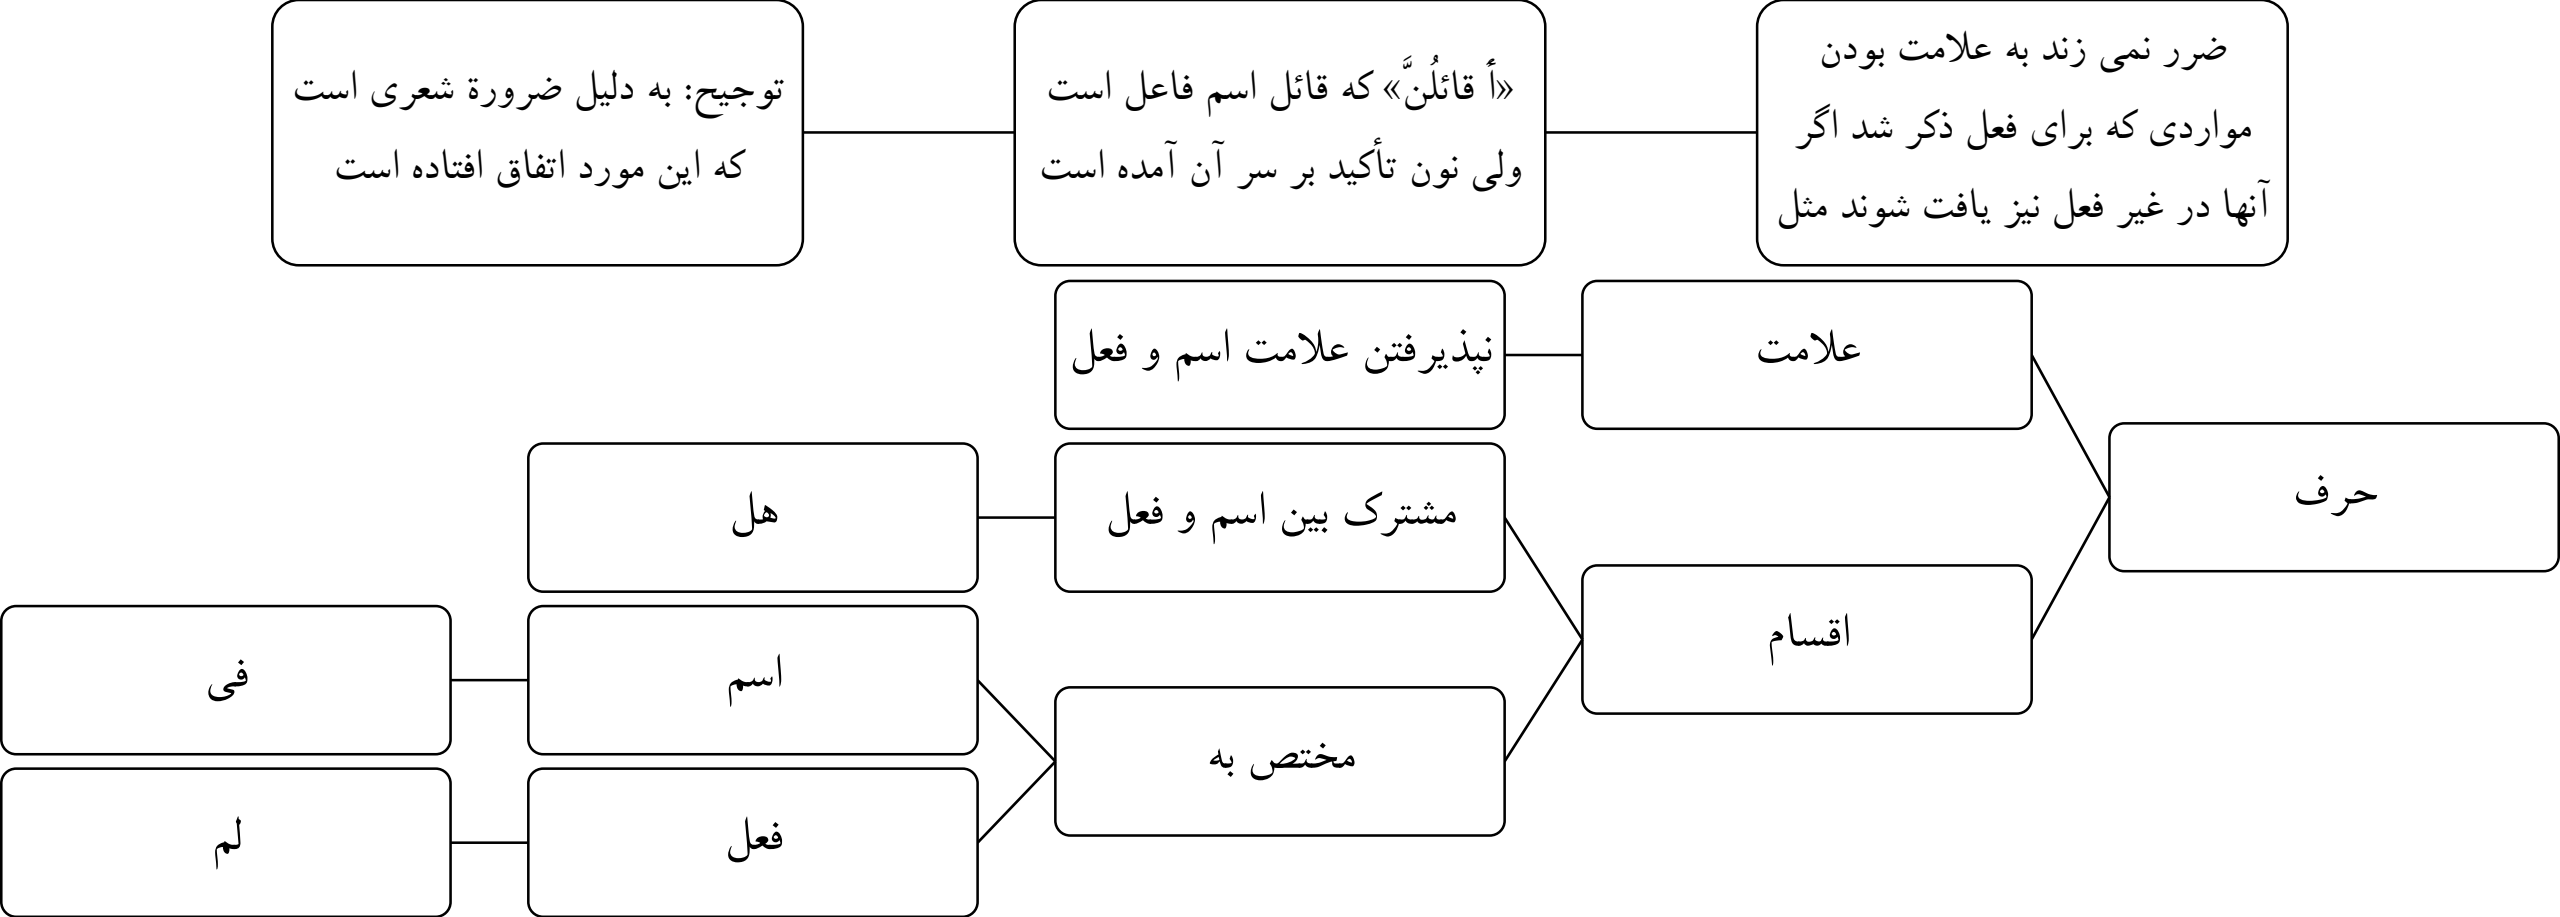 ضرر نمی زند به علامت بودن
مواردی که برای فعل ذکر شد اگر
آنها در غیر فعل نیز یافت شوند مثل
«أ قائلُنَّ» که قائل اسم فاعل است
ولی نون تأکید بر سر آن آمده است
توجیح: به دلیل ضرورة شعری است
که این مورد اتفاق افتاده است
حرف
علامت
نپذیرفتن علامت اسم و فعل
اقسام
مشترک بین اسم و فعل
هل
مختص به
اسم
فی
فعل
لم